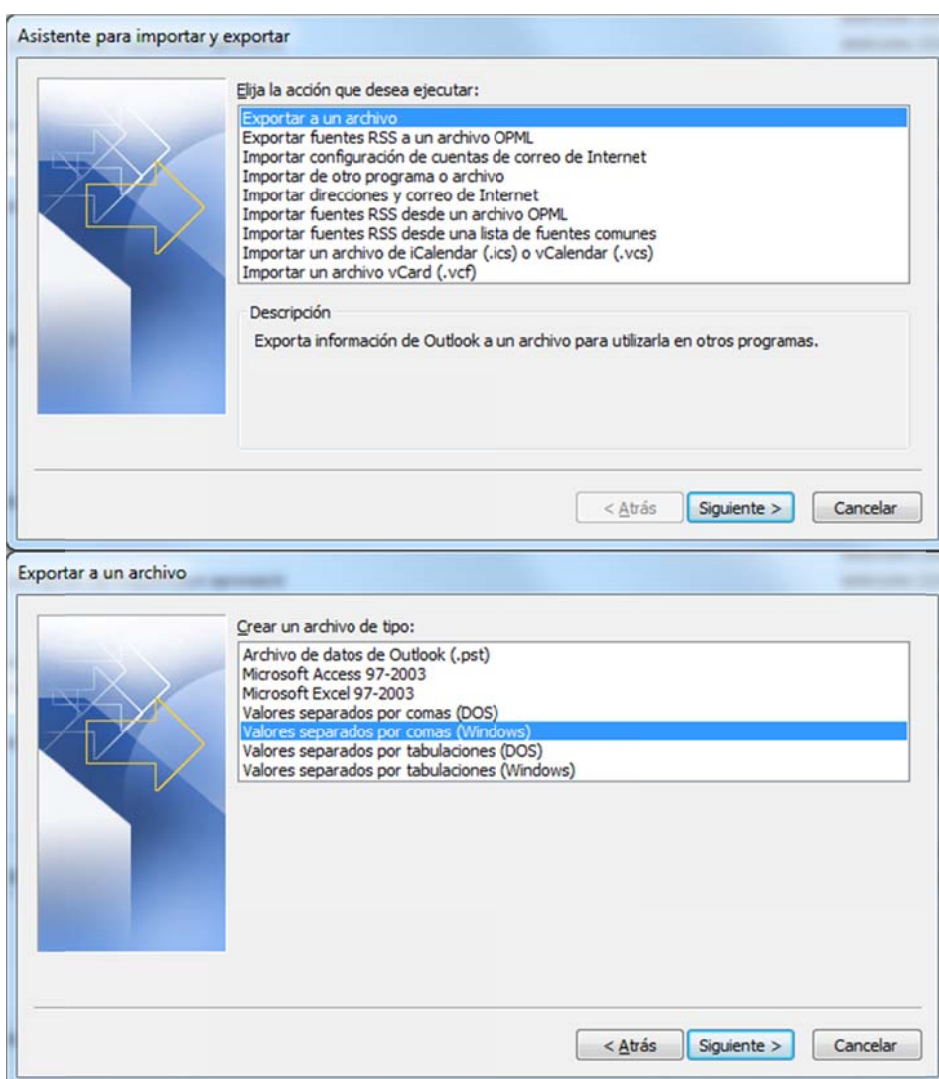 Asistente para importar y exportar
Elija la acción que desea ejecutar:
Exportar a un archivo
Exportar fuentes RSS a un archivo OPML
Importar configuración de cuentas de correo de Internet
Importar de otro programa o archivo
Importar direcciones y correo de Internet
Importar fuentes RSS desde un archivo OPML
Importar fuentes RSS desde una lista de fuentes comunes
Importar un archivo de iCalendar (.ics) o vCalendar (.vcs)
Importar un archivo vCard (.vcf)
Descripción
Exporta información de Outlook a un archivo para utilizarla en otros programas.
< Atrás Siguiente > Cancelar
Exportar a un archivo
Crear un archivo de tipo:
Archivo de datos de Outlook (.pst)
Microsoft Access 97-2003
Microsoft Excel 97-2003
Valores separados por comas (DOS)
Valores separados por comas (Windows)
Valores separados por tabulaciones (DOS)
Valores separados por tabulaciones (Windows)
< Atrás Siguiente > Cancelar